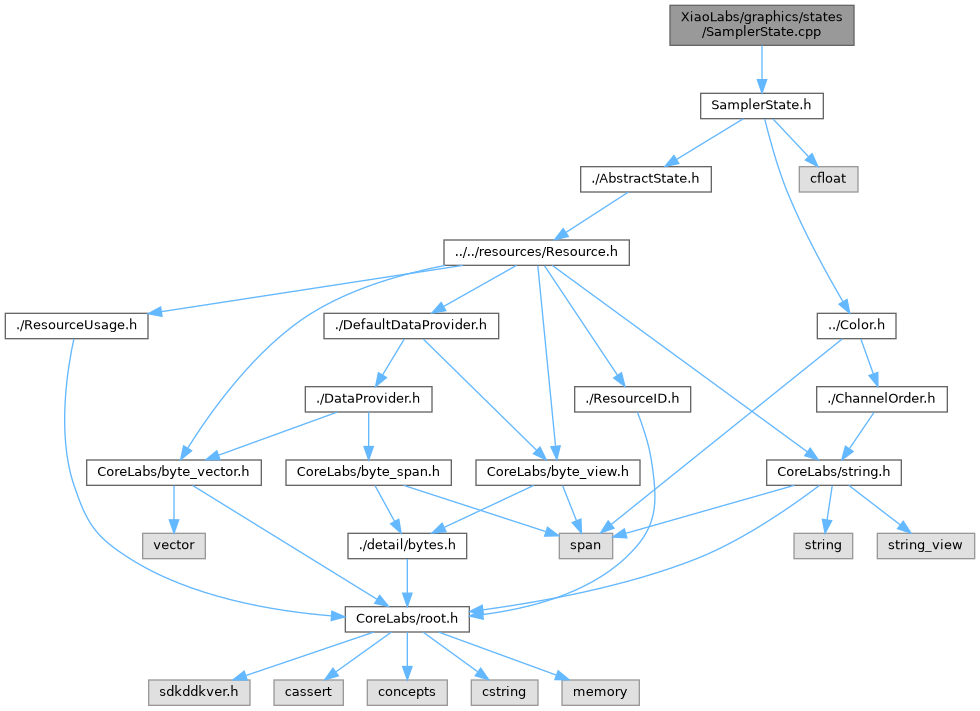 XiaoLabs/graphics/states
/SamplerState.cpp
SamplerState.h
./AbstractState.h
cfloat
../../resources/Resource.h
./ResourceUsage.h
./DefaultDataProvider.h
../Color.h
./DataProvider.h
./ResourceID.h
./ChannelOrder.h
CoreLabs/byte_vector.h
CoreLabs/byte_span.h
CoreLabs/byte_view.h
CoreLabs/string.h
vector
./detail/bytes.h
span
string
string_view
CoreLabs/root.h
sdkddkver.h
cassert
concepts
cstring
memory